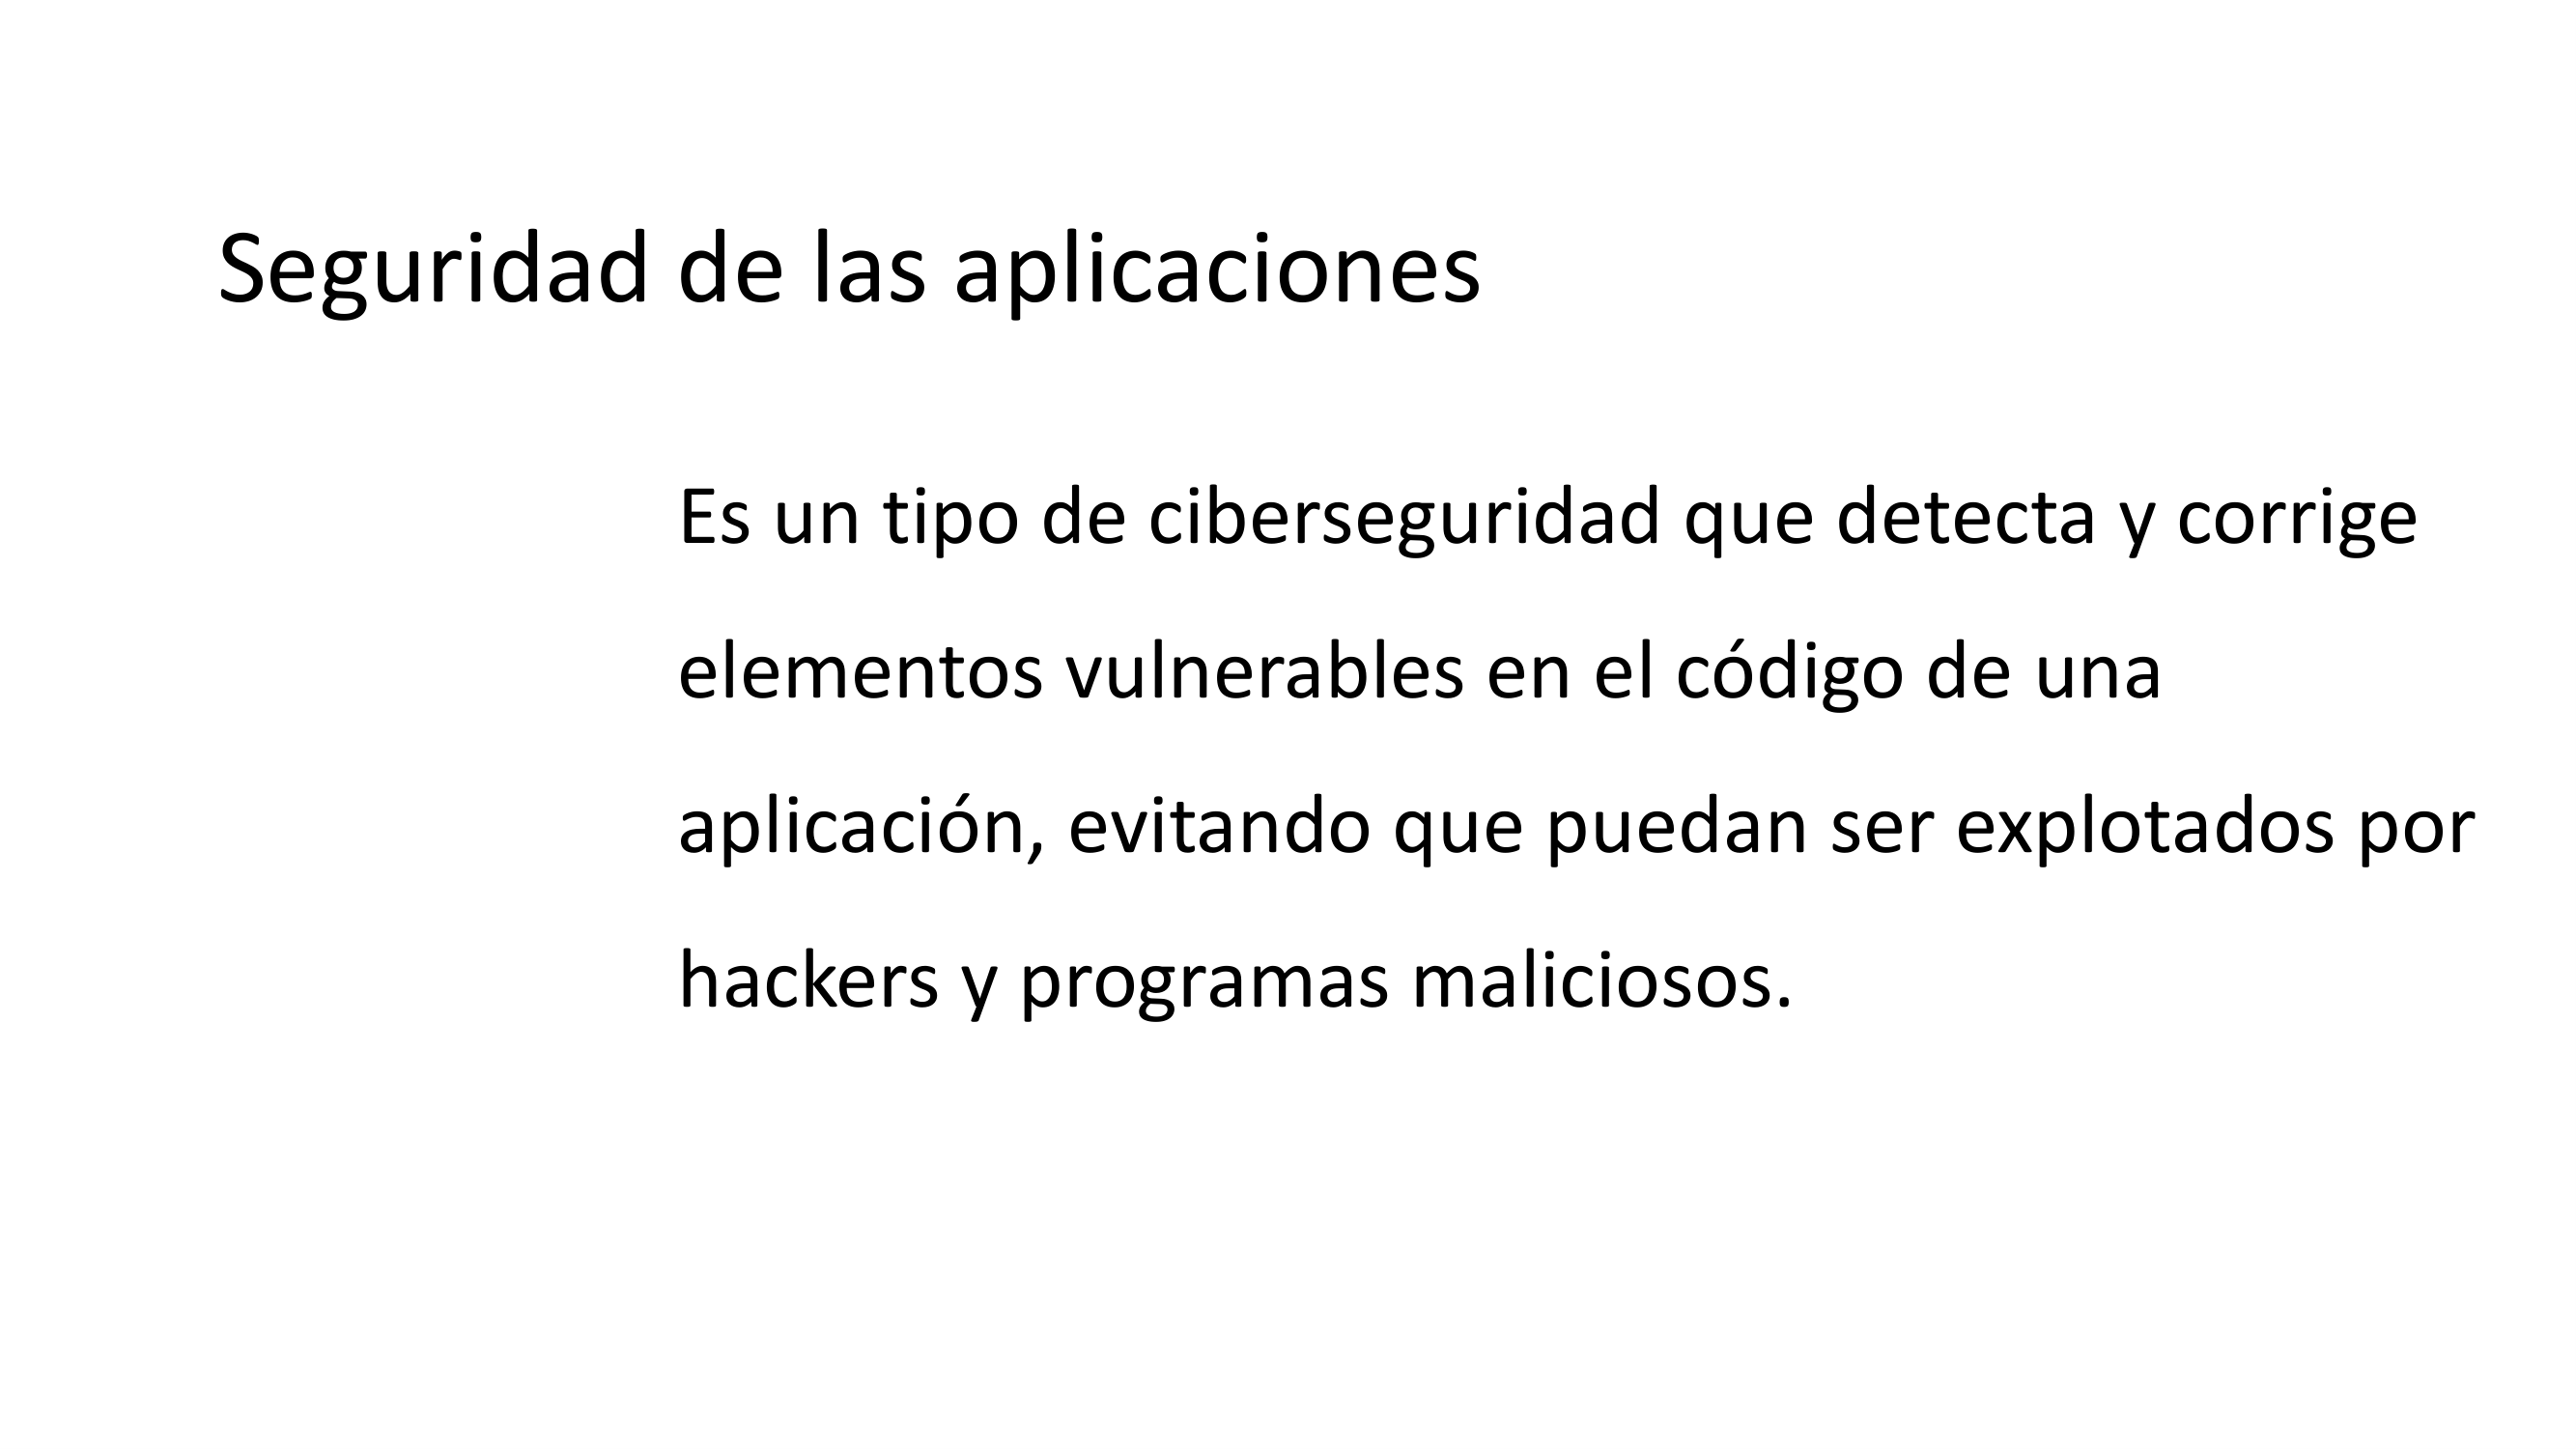 Seguridad de las aplicaciones
Es un tipo de ciberseguridad que detecta y corrige
elementos vulnerables en el código de una
aplicación, evitando que puedan ser explotados por
hackers y programas maliciosos.